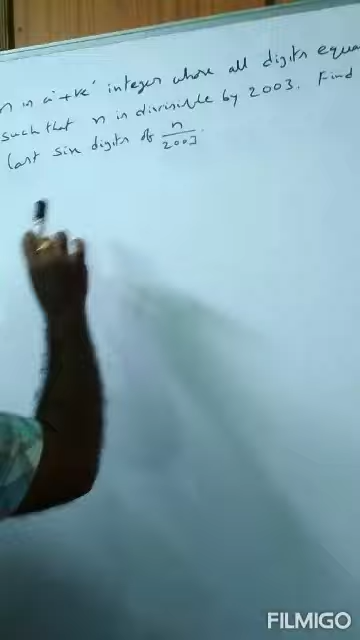 n is a '+ve' integer whose all digits equa
such that n is divisible by 2003. Find
last six digits of n/2003.
FILMIGO